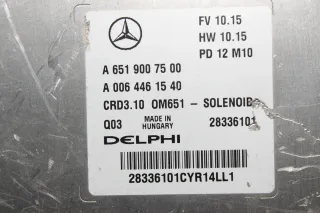 FV 10.15
HW 10.15
PD 12 M10
A 651 900 75 00
A 006 446 15 40
CRD3.10 OM651 - SOLENOID
Q03 MADE IN HUNGARY 28336101
DELPHI
28336101CYR14LL1